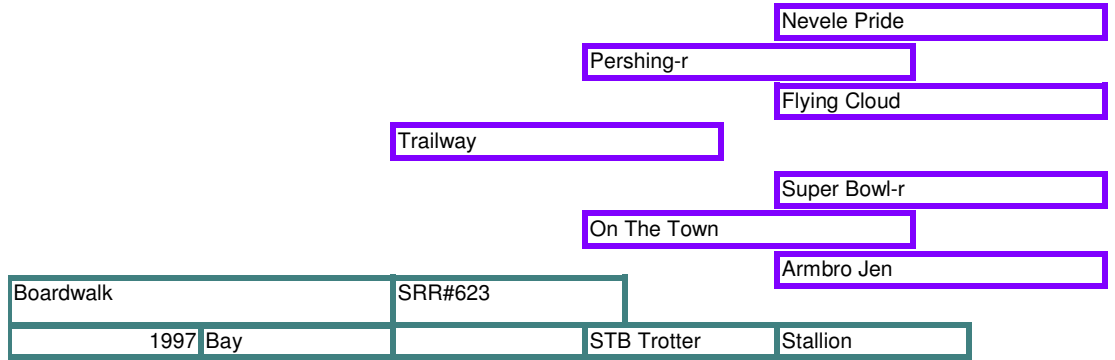 Nevele Pride
Pershing-r
Flying Cloud
Trailway
Super Bowl-r
On The Town
Armbro Jen
Boardwalk SRR#623
1997 Bay STB Trotter Stallion